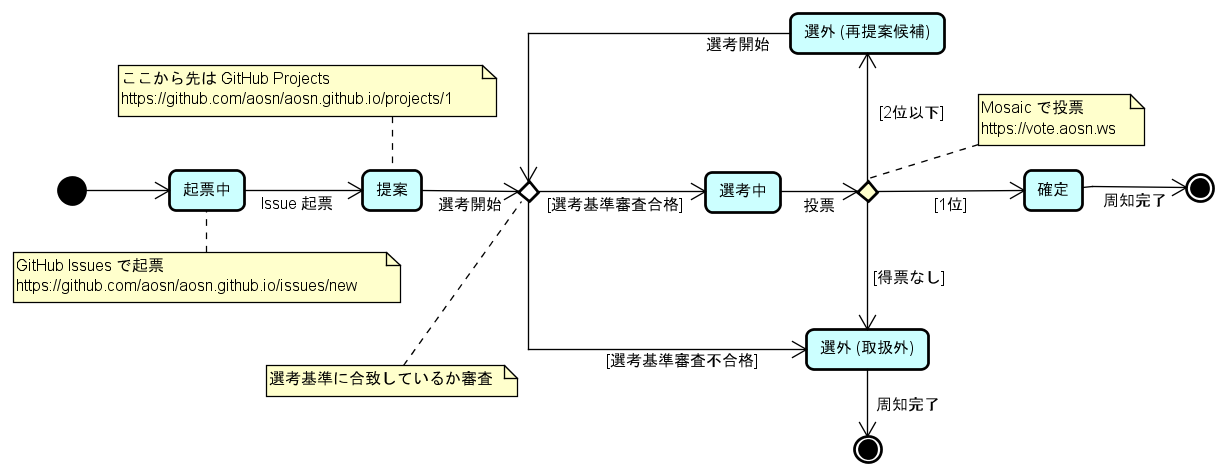 選外 (再提案候補)
選考開始
ここから先は GitHub Projects
https://github.com/aosn/aosn.github.io/projects/1
[2位以下]
Mosaic で投票
https://vote.aosn.ws
起票中
Issue 起票
提案
選考開始
[選考基準審査合格]
選考中
投票
[1位]
確定
周知完了
GitHub Issues で起票
https://github.com/aosn/aosn.github.io/issues/new
[得票なし]
選外 (取扱外)
[選考基準審査不合格]
選考基準に合致しているか審査
周知完了